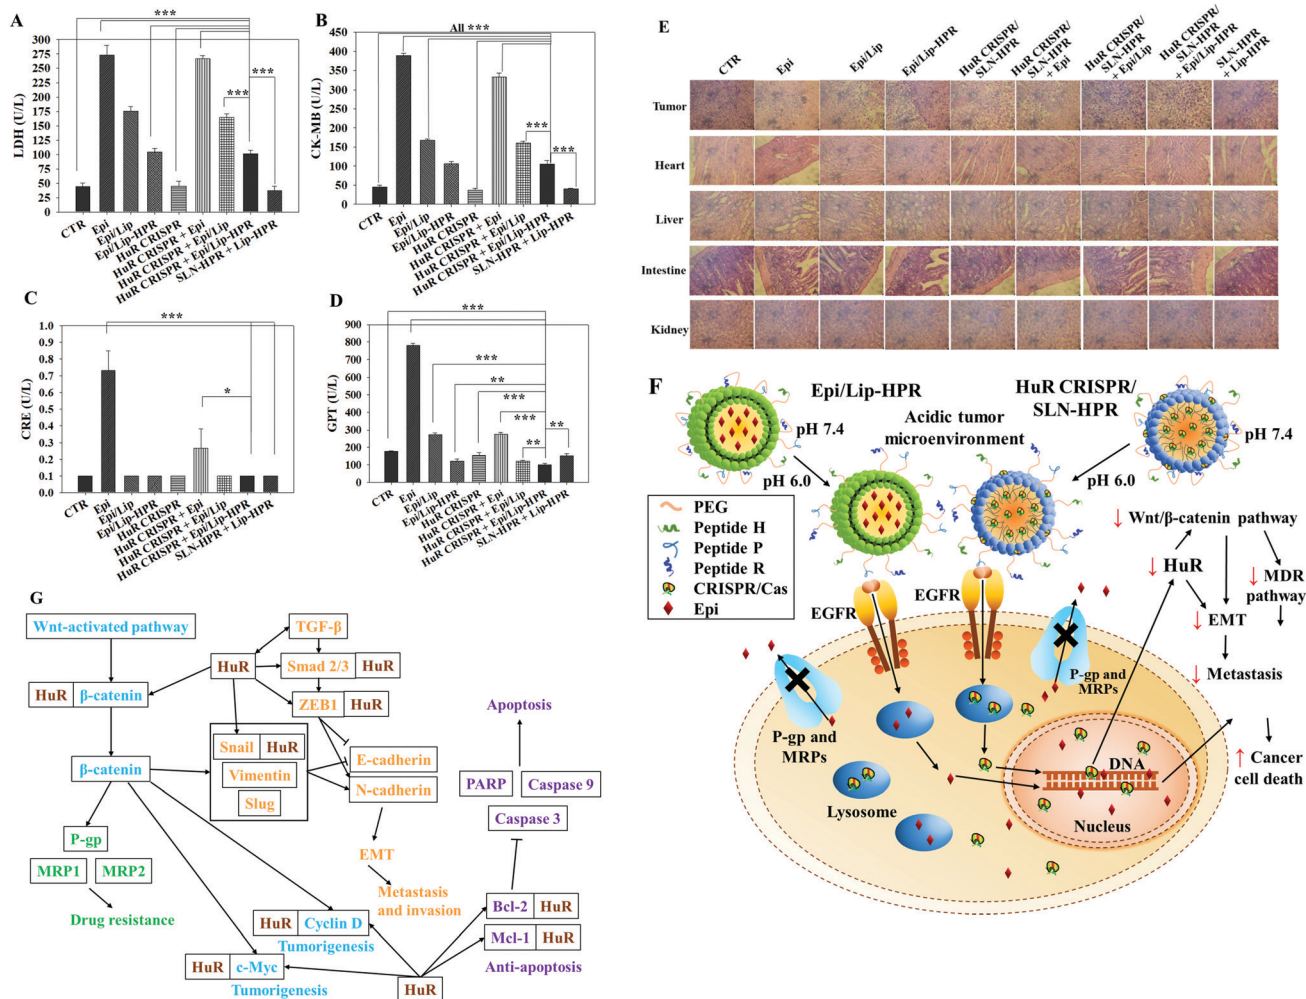 A
***
***
***
LDH (U/L)
300
275
250
225
200
175
150
125
100
75
50
25
0
CTR
Epi
Epi/Lip
Epi/Lip-HPR
HuR CRISPR
HuR CRISPR + Epi
HuR CRISPR + Epi/Lip
HuR CRISPR + Epi/Lip-HPR
SLN-HPR + Lip-HPR
B
All ***
***
***
CK-MB (U/L)
450
400
350
300
250
200
150
100
50
0
CTR
Epi
Epi/Lip
Epi/Lip-HPR
HuR CRISPR
HuR CRISPR + Epi
HuR CRISPR + Epi/Lip
HuR CRISPR + Epi/Lip-HPR
SLN-HPR + Lip-HPR
C
***
*
CRE (U/L)
1.0
0.9
0.8
0.7
0.6
0.5
0.4
0.3
0.2
0.1
0.0
CTR
Epi
Epi/Lip
Epi/Lip-HPR
HuR CRISPR
HuR CRISPR + Epi
HuR CRISPR + Epi/Lip
HuR CRISPR + Epi/Lip-HPR
SLN-HPR + Lip-HPR
D
***
***
**
***
***
**
**
GPT (U/L)
900
800
700
600
500
400
300
200
100
0
CTR
Epi
Epi/Lip
Epi/Lip-HPR
HuR CRISPR
HuR CRISPR + Epi
HuR CRISPR + Epi/Lip
HuR CRISPR + Epi/Lip-HPR
SLN-HPR + Lip-HPR
E
CTR
Epi
Epi/Lip
Epi/Lip-HPR
HuR CRISPR/
SLN-HPR
HuR CRISPR/
SLN-HPR
+ Epi
HuR CRISPR/
SLN-HPR
+ Epi/Lip
HuR CRISPR/
SLN-HPR
+ Epi/Lip-HPR
SLN-HPR
+ Lip-HPR
Tumor
Heart
Liver
Intestine
Kidney
F
Epi/Lip-HPR
HuR CRISPR/
SLN-HPR
Acidic tumor
microenvironment
pH 7.4
pH 6.0
pH 7.4
pH 6.0
PEG
Peptide H
Peptide P
Peptide R
CRISPR/Cas
Epi
EGFR
EGFR
P-gp and
MRPs
P-gp and
MRPs
Lysosome
DNA
Nucleus
↓ Wnt/β-catenin pathway
↓ HuR
↓ MDR
pathway
↓ EMT
↓ Metastasis
↑ Cancer
cell death
G
Wnt-activated pathway
TGF-β
HuR
Smad 2/3 HuR
HuR β-catenin
ZEB1 HuR
Snail HuR
Vimentin
Slug
β-catenin
E-cadherin
N-cadherin
Apoptosis
PARP
Caspase 9
Caspase 3
P-gp
MRP1
MRP2
Drug resistance
EMT
Metastasis
and invasion
HuR Cyclin D
Tumorigenesis
HuR c-Myc
Tumorigenesis
Bcl-2 HuR
Mcl-1 HuR
Anti-apoptosis
HuR